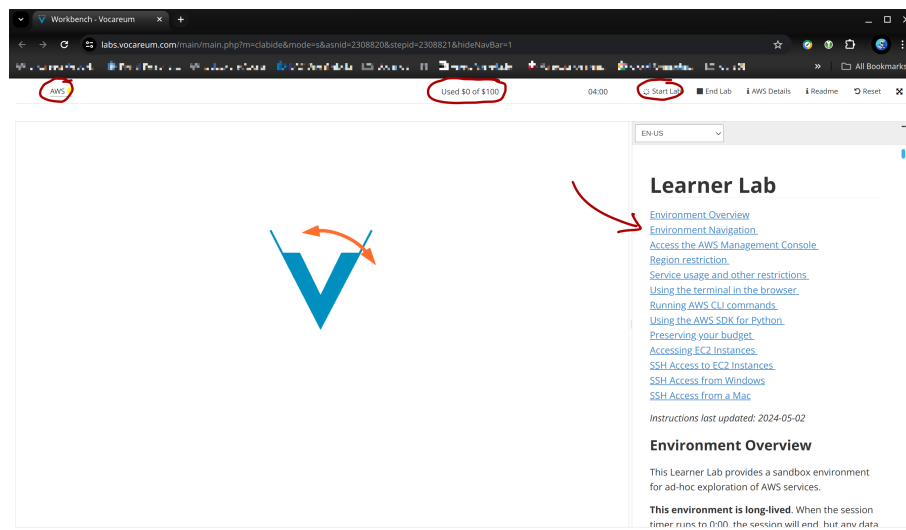 Workbench - Vocareum
labs.vocareum.com/main/main.php?m=clabide&mode=s&asnid=2308820&stepid=2308821&hideNavBar=1
» All Bookmarks
AWS Used $0 of $100 04:00 Start Lab End Lab AWS Details Readme Reset
EN-US
Learner Lab
Environment Overview
Environment Navigation
Access the AWS Management Console
Region restriction
Service usage and other restrictions
Using the terminal in the browser
Running AWS CLI commands
Using the AWS SDK for Python
Preserving your budget
Accessing EC2 Instances
SSH Access to EC2 Instances
SSH Access from Windows
SSH Access from a Mac
Instructions last updated: 2024-05-02
Environment Overview
This Learner Lab provides a sandbox environment
for ad-hoc exploration of AWS services.
This environment is long-lived. When the session
timer runs to 0:00, the session will end, but any data